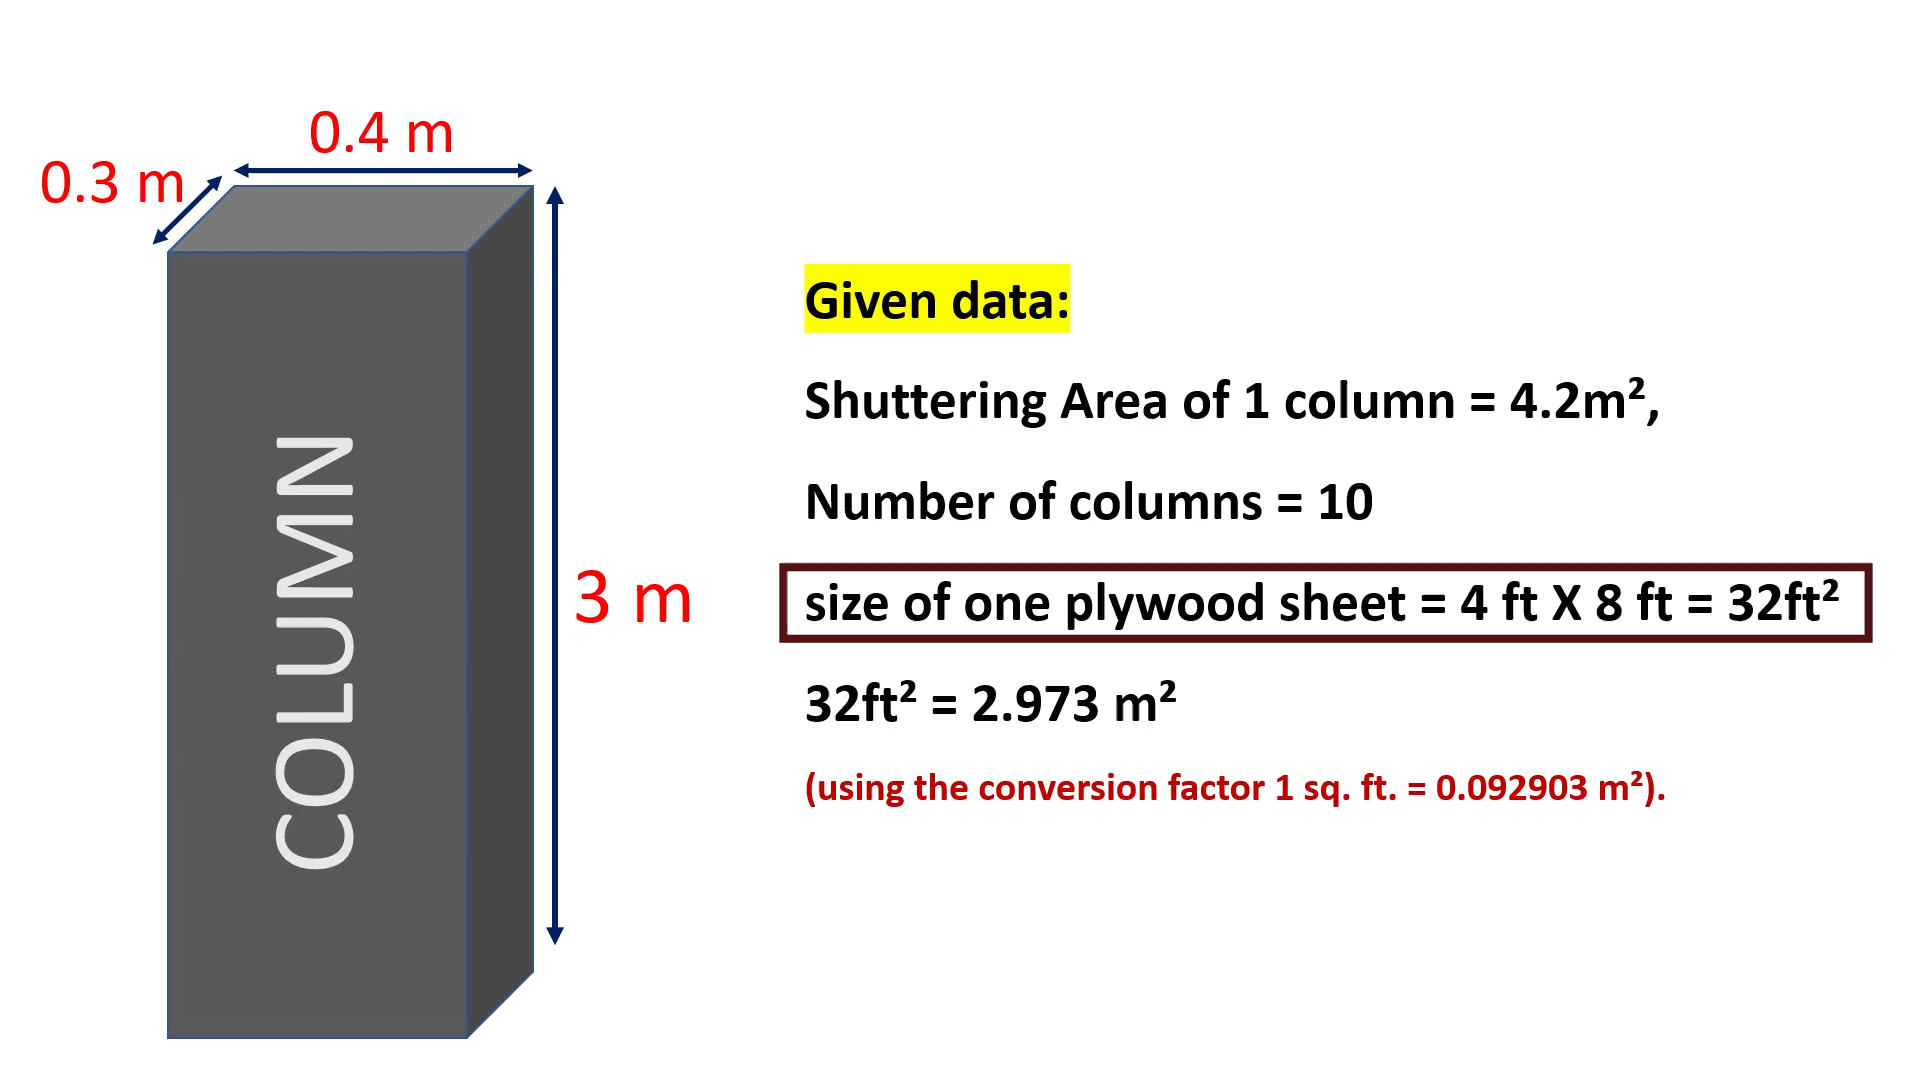 0.4 m
0.3 m
3 m
COLUMN
Given data:
Shuttering Area of 1 column = 4.2m²,
Number of columns = 10
size of one plywood sheet = 4 ft X 8 ft = 32ft²
32ft² = 2.973 m²
(using the conversion factor 1 sq. ft. = 0.092903 m²).